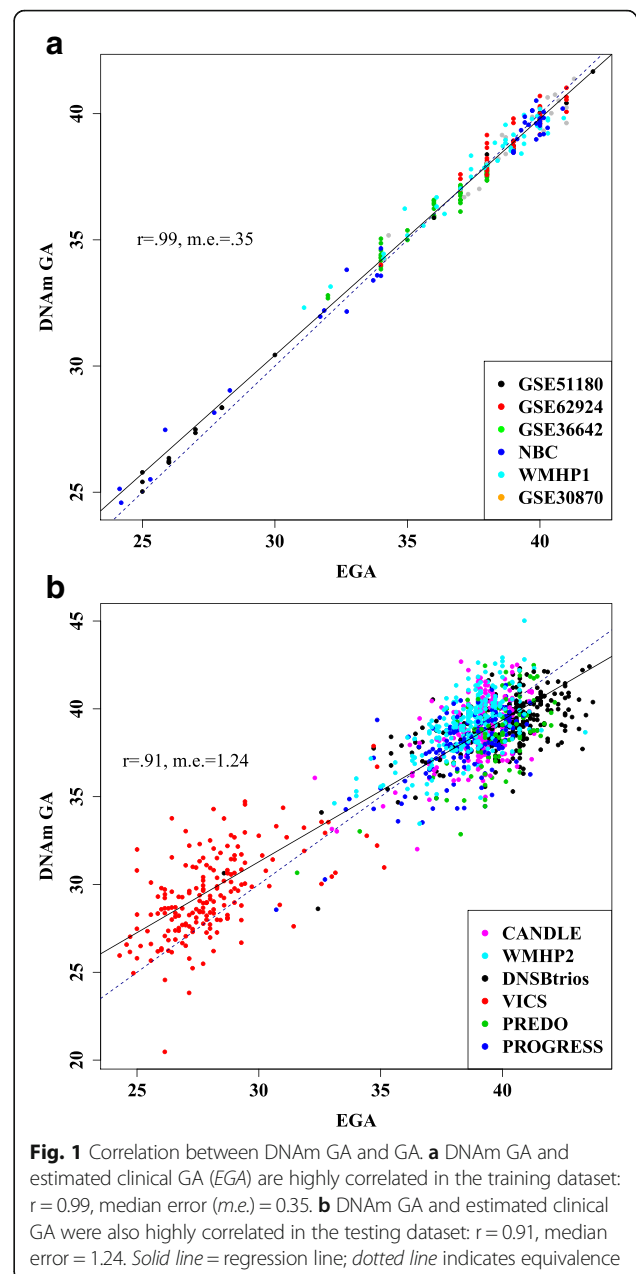 a
40
35
30
25
DNAm GA
r=.99, m.e.=.35
GSE51180
GSE62924
GSE36642
NBC
WMHP1
GSE30870
25 30 35 40
EGA
b
45
40
35
30
25
20
DNAm GA
r=.91, m.e.=1.24
CANDLE
WMHP2
DNSBtrios
VICS
PREDO
PROGRESS
25 30 35 40
EGA
Fig. 1 Correlation between DNAm GA and GA. a DNAm GA and
estimated clinical GA (EGA) are highly correlated in the training dataset:
r = 0.99, median error (m.e.) = 0.35. b DNAm GA and estimated clinical
GA were also highly correlated in the testing dataset: r = 0.91, median
error = 1.24. Solid line = regression line; dotted line indicates equivalence